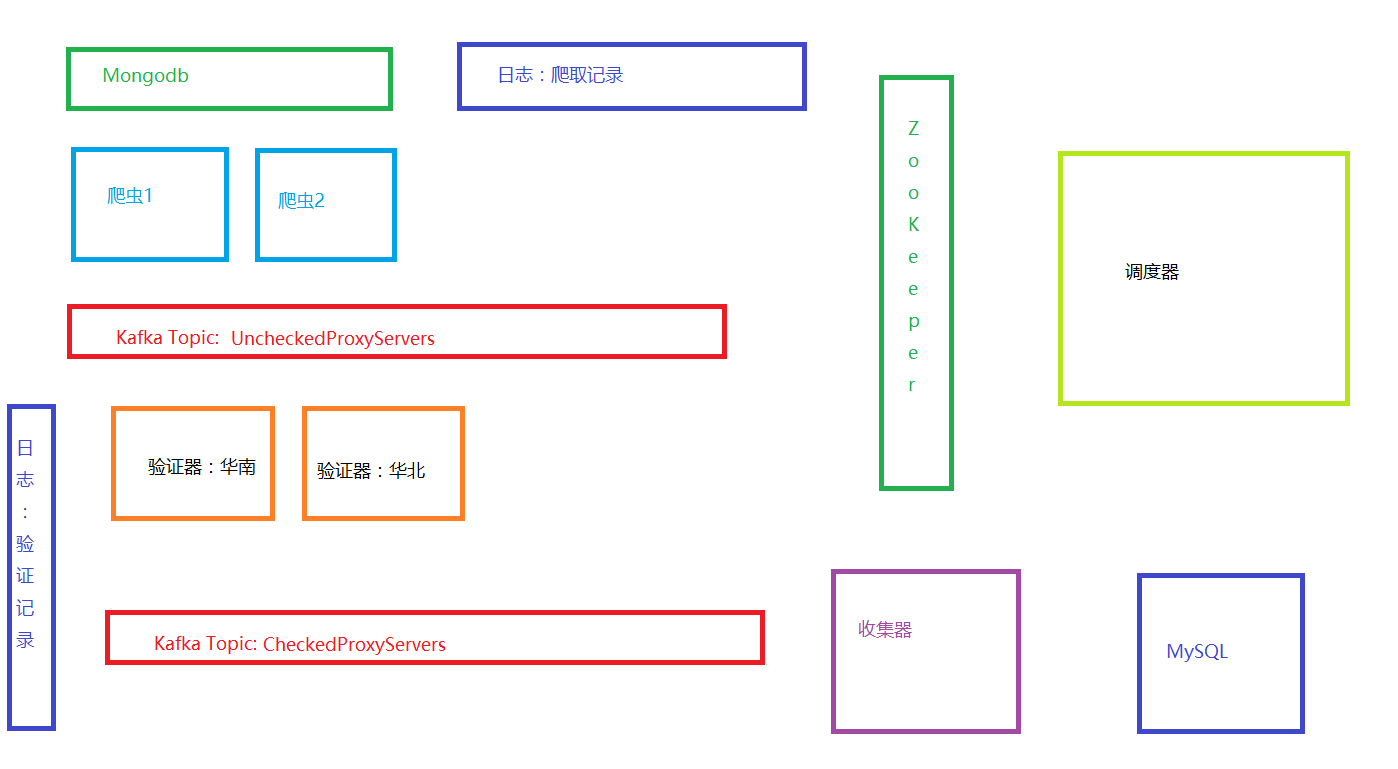 Mongodb
日志：爬取记录
ZooKeeper
爬虫1
爬虫2
调度器
Kafka Topic: UncheckedProxyServers
日志：验证记录
验证器：华南
验证器：华北
Kafka Topic: CheckedProxyServers
收集器
MySQL